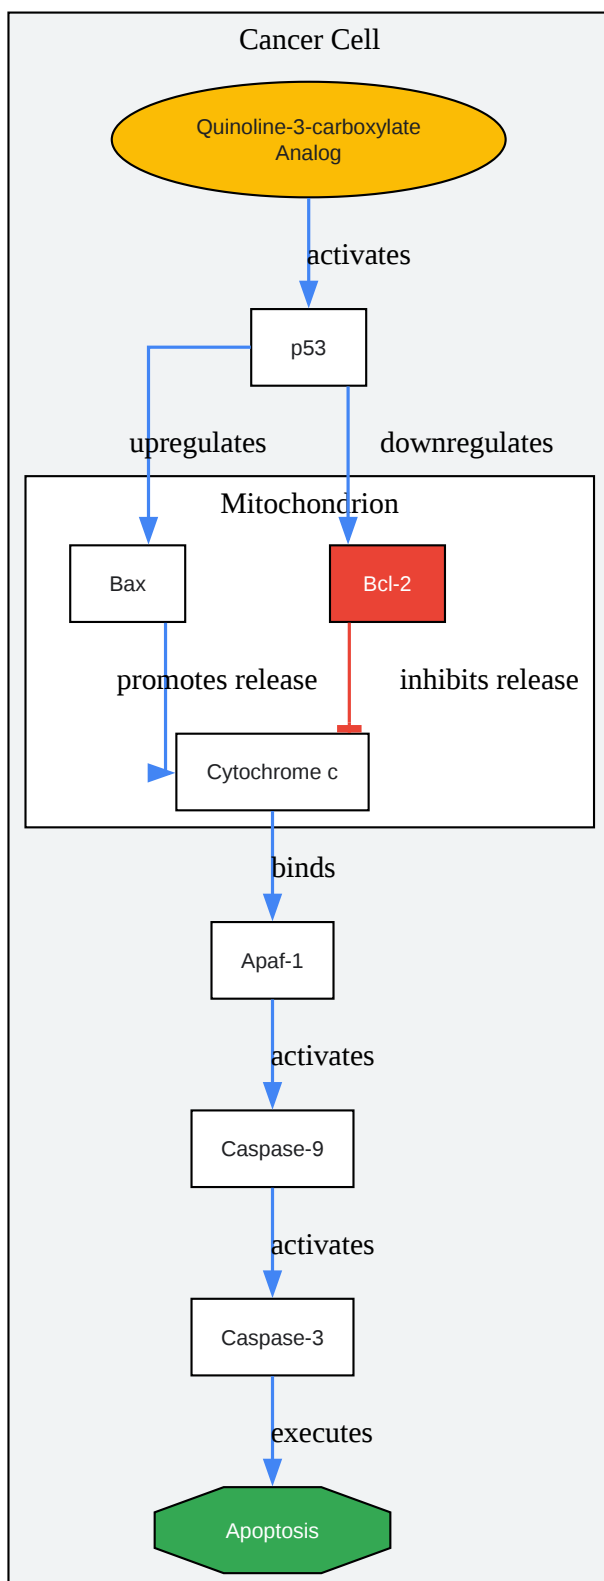 Cancer Cell
Quinoline-3-carboxylate
Analog
activates
p53
upregulates
downregulates
Mitochondrion
Bax
Bcl-2
promotes release
inhibits release
Cytochrome c
binds
Apaf-1
activates
Caspase-9
activates
Caspase-3
executes
Apoptosis